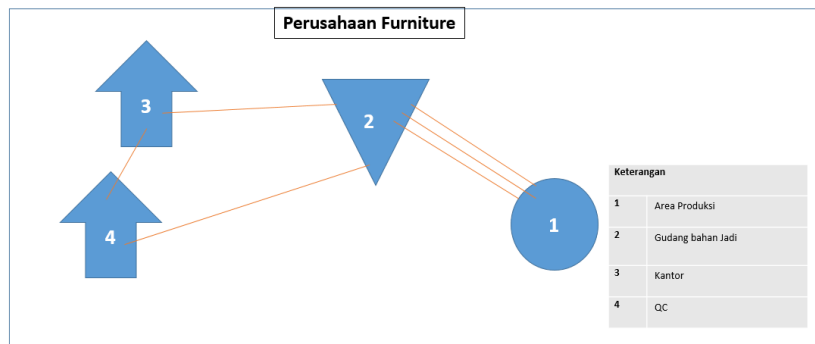 Perusahaan Furniture
3
2
4
1
Keterangan
1 Area Produksi
2 Gudang bahan Jadi
3 Kantor
4 QC